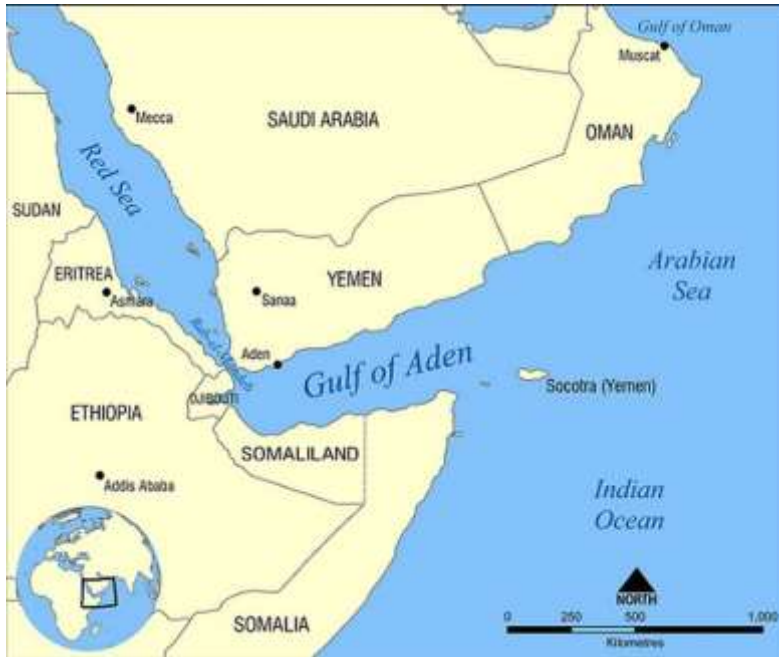 Gulf of Oman
Muscat
Mecca
SAUDI ARABIA
OMAN
Red Sea
SUDAN
Arabian
Sea
ERITREA
Asmara
Sanaa
YEMEN
Aden
Gulf of Aden
DJIBOUTI
Socotra (Yemen)
ETHIOPIA
SOMALILAND
Addis Ababa
Indian
Ocean
NORTH
0 250 500 1,000
Kilometres
SOMALIA